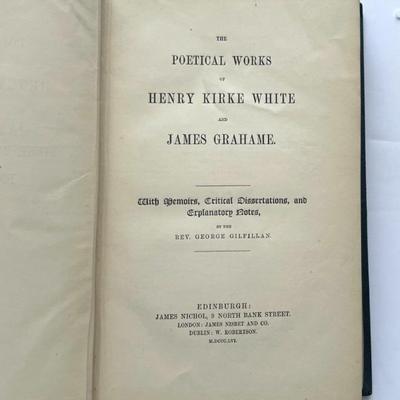 THE
POETICAL WORKS
OF
HENRY KIRKE WHITE
AND
JAMES GRAHAME.
With Memoirs, Critical Dissertations, and
Explanatory Notes,
BY THE
REV. GEORGE GILFILLAN.
EDINBURGH:
JAMES NICHOL, 9 NORTH BANK STREET.
LONDON: JAMES NISBET AND CO.
DUBLIN: W. ROBERTSON.
M.DCCC.LVI.